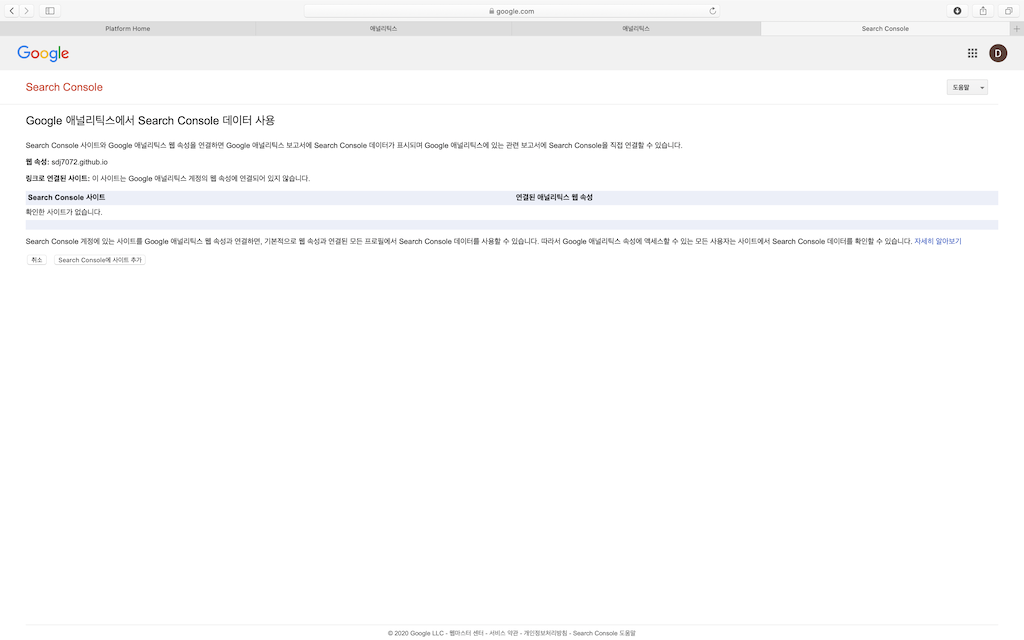 google.com
Platform Home
애널리틱스
애널리틱스
Search Console
Google
D
Search Console
도움말
Google 애널리틱스에서 Search Console 데이터 사용
Search Console 사이트와 Google 애널리틱스 웹 속성을 연결하면 Google 애널리틱스 보고서에 Search Console 데이터가 표시되며 Google 애널리틱스에 있는 관련 보고서에 Search Console을 직접 연결할 수 있습니다.
웹 속성: sdj7072.github.io
링크로 연결된 사이트: 이 사이트는 Google 애널리틱스 계정의 웹 속성에 연결되어 있지 않습니다.
Search Console 사이트 연결된 애널리틱스 웹 속성
확인한 사이트가 없습니다.
Search Console 계정에 있는 사이트를 Google 애널리틱스 웹 속성과 연결하면, 기본적으로 웹 속성과 연결된 모든 프로필에서 Search Console 데이터를 사용할 수 있습니다. 따라서 Google 애널리틱스 속성에 액세스할 수 있는 모든 사용자는 사이트에서 Search Console 데이터를 확인할 수 있습니다. 자세히 알아보기
취소 Search Console에 사이트 추가
© 2020 Google LLC - 웹마스터 센터 - 서비스 약관 - 개인정보처리방침 - Search Console 도움말